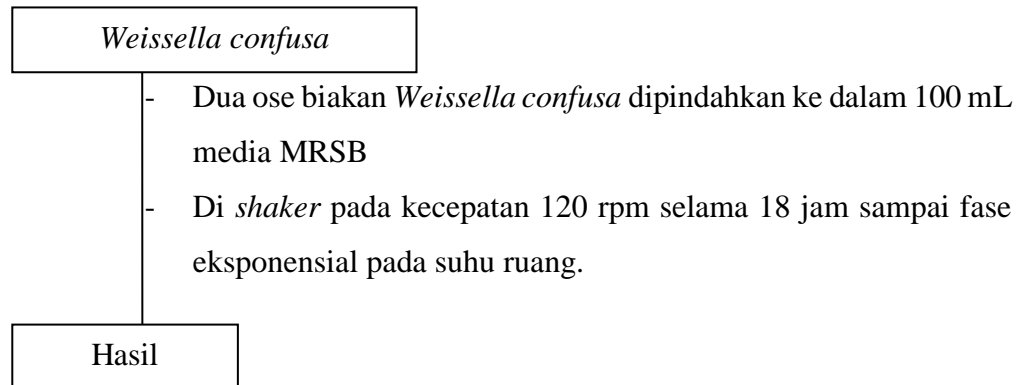 Weissella confusa
- Dua ose biakan Weissella confusa dipindahkan ke dalam 100 mL
media MRSB
- Di shaker pada kecepatan 120 rpm selama 18 jam sampai fase
eksponensial pada suhu ruang.
Hasil